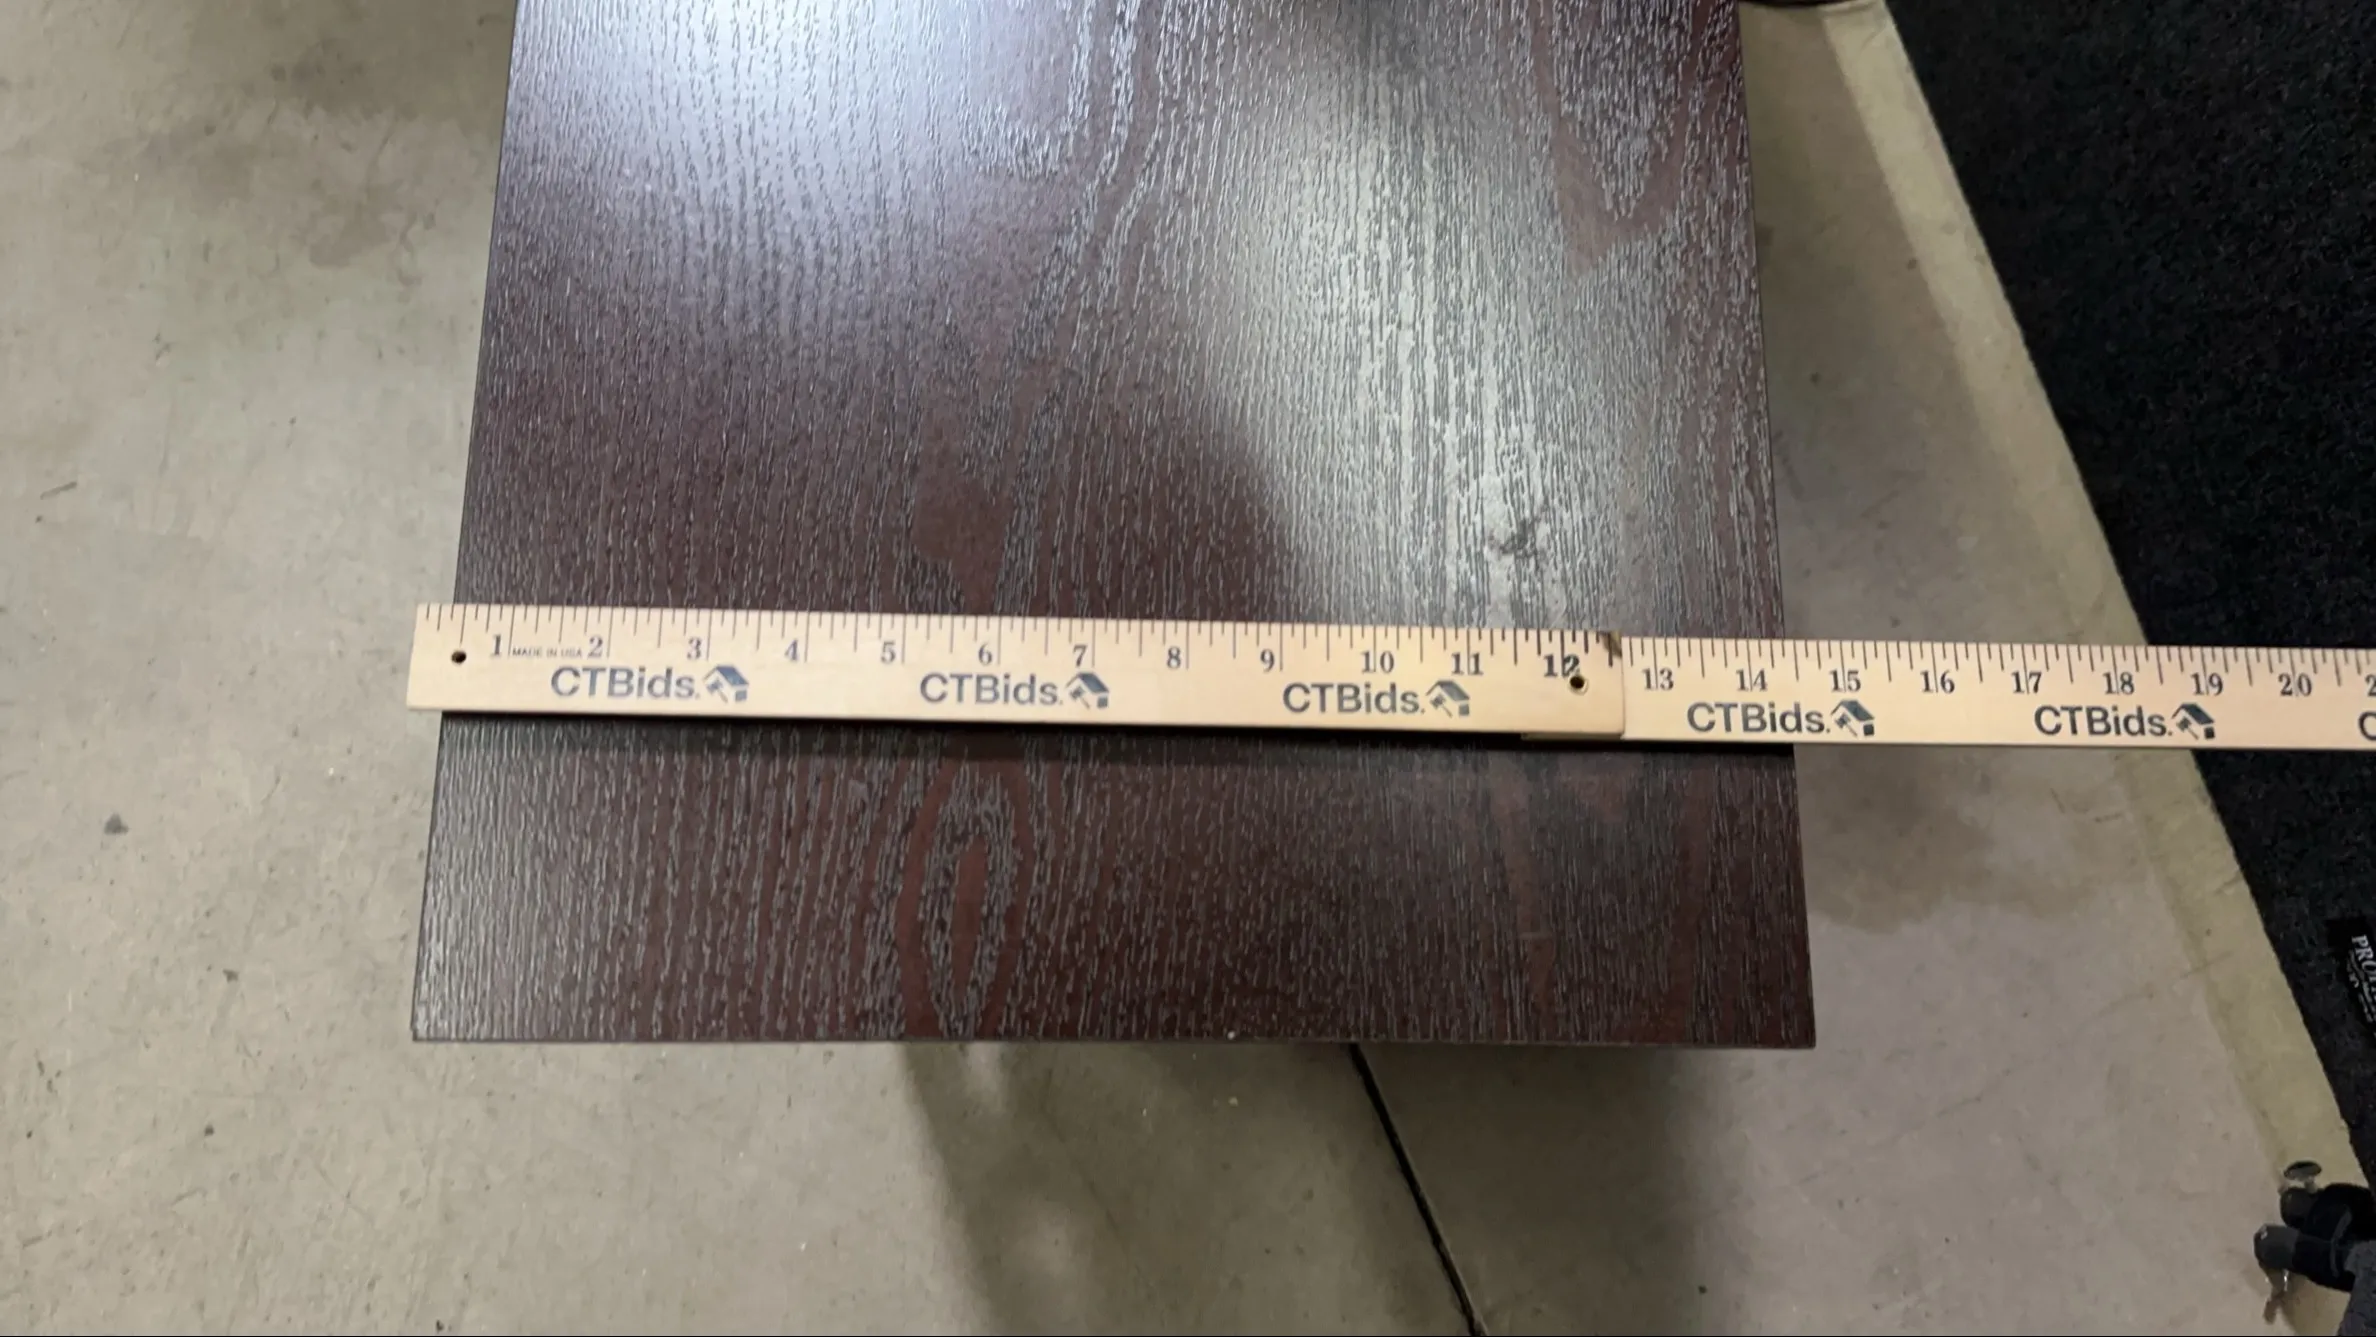 1 MADE IN USA 2 3 4 5 6 7 8 9 10 11 12 13 14 15 16 17 18 19 20
CTBids. CTBids. CTBids. CTBids. CTBids.